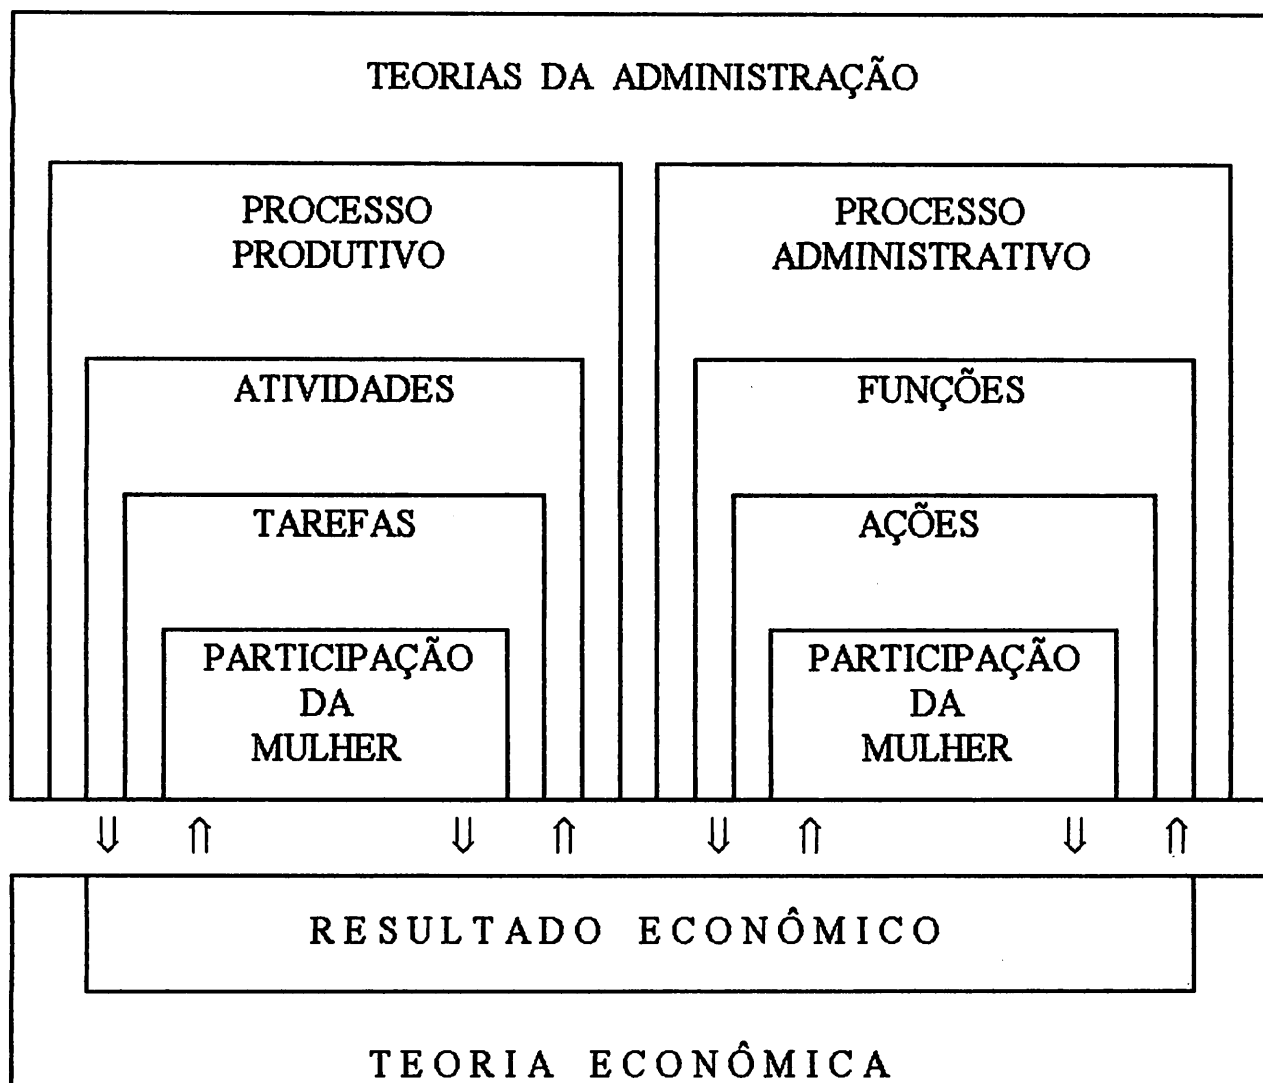 TEORIAS DA ADMINISTRAÇÃO
PROCESSO
PRODUTIVO
ATIVIDADES
TAREFAS
PARTICIPAÇÃO
DA
MULHER
PROCESSO
ADMINISTRATIVO
FUNÇÕES
AÇÕES
PARTICIPAÇÃO
DA
MULHER
⇓ ⇑ ⇓ ⇑ ⇓ ⇑ ⇓ ⇑
RESULTADO ECONÔMICO
TEORIA ECONÔMICA